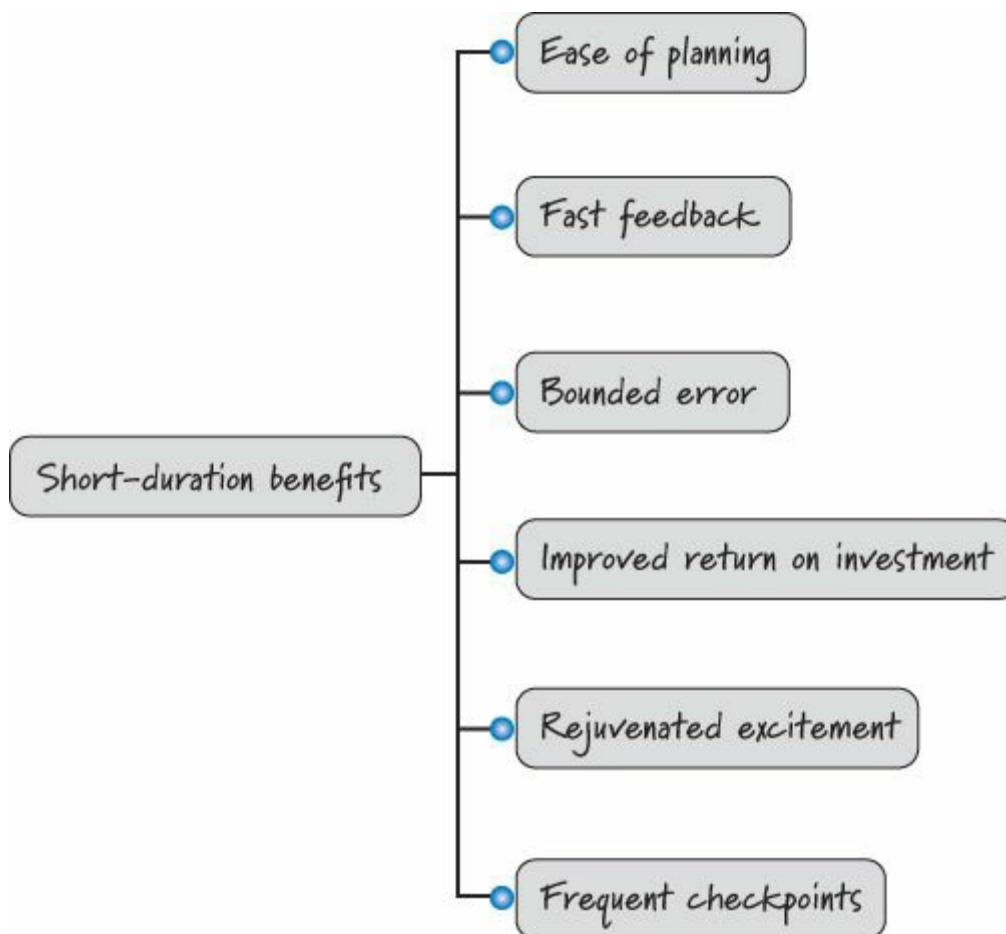 Ease of planning
Fast feedback
Bounded error
Short-duration benefits
Improved return on investment
Rejuvenated excitement
Frequent checkpoints